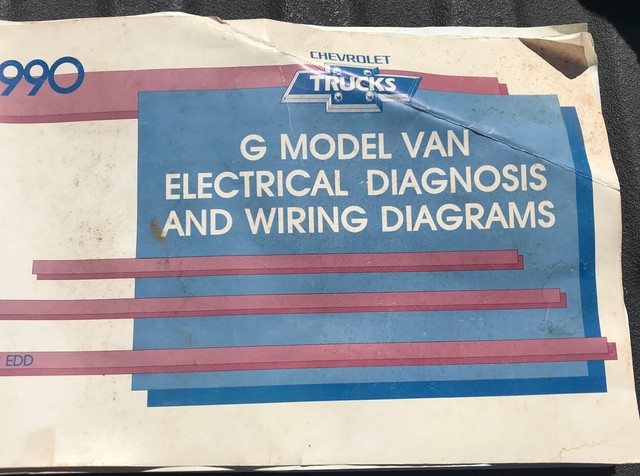 990
CHEVROLET
TRUCKS
G MODEL VAN
ELECTRICAL DIAGNOSIS
AND WIRING DIAGRAMS
EDD